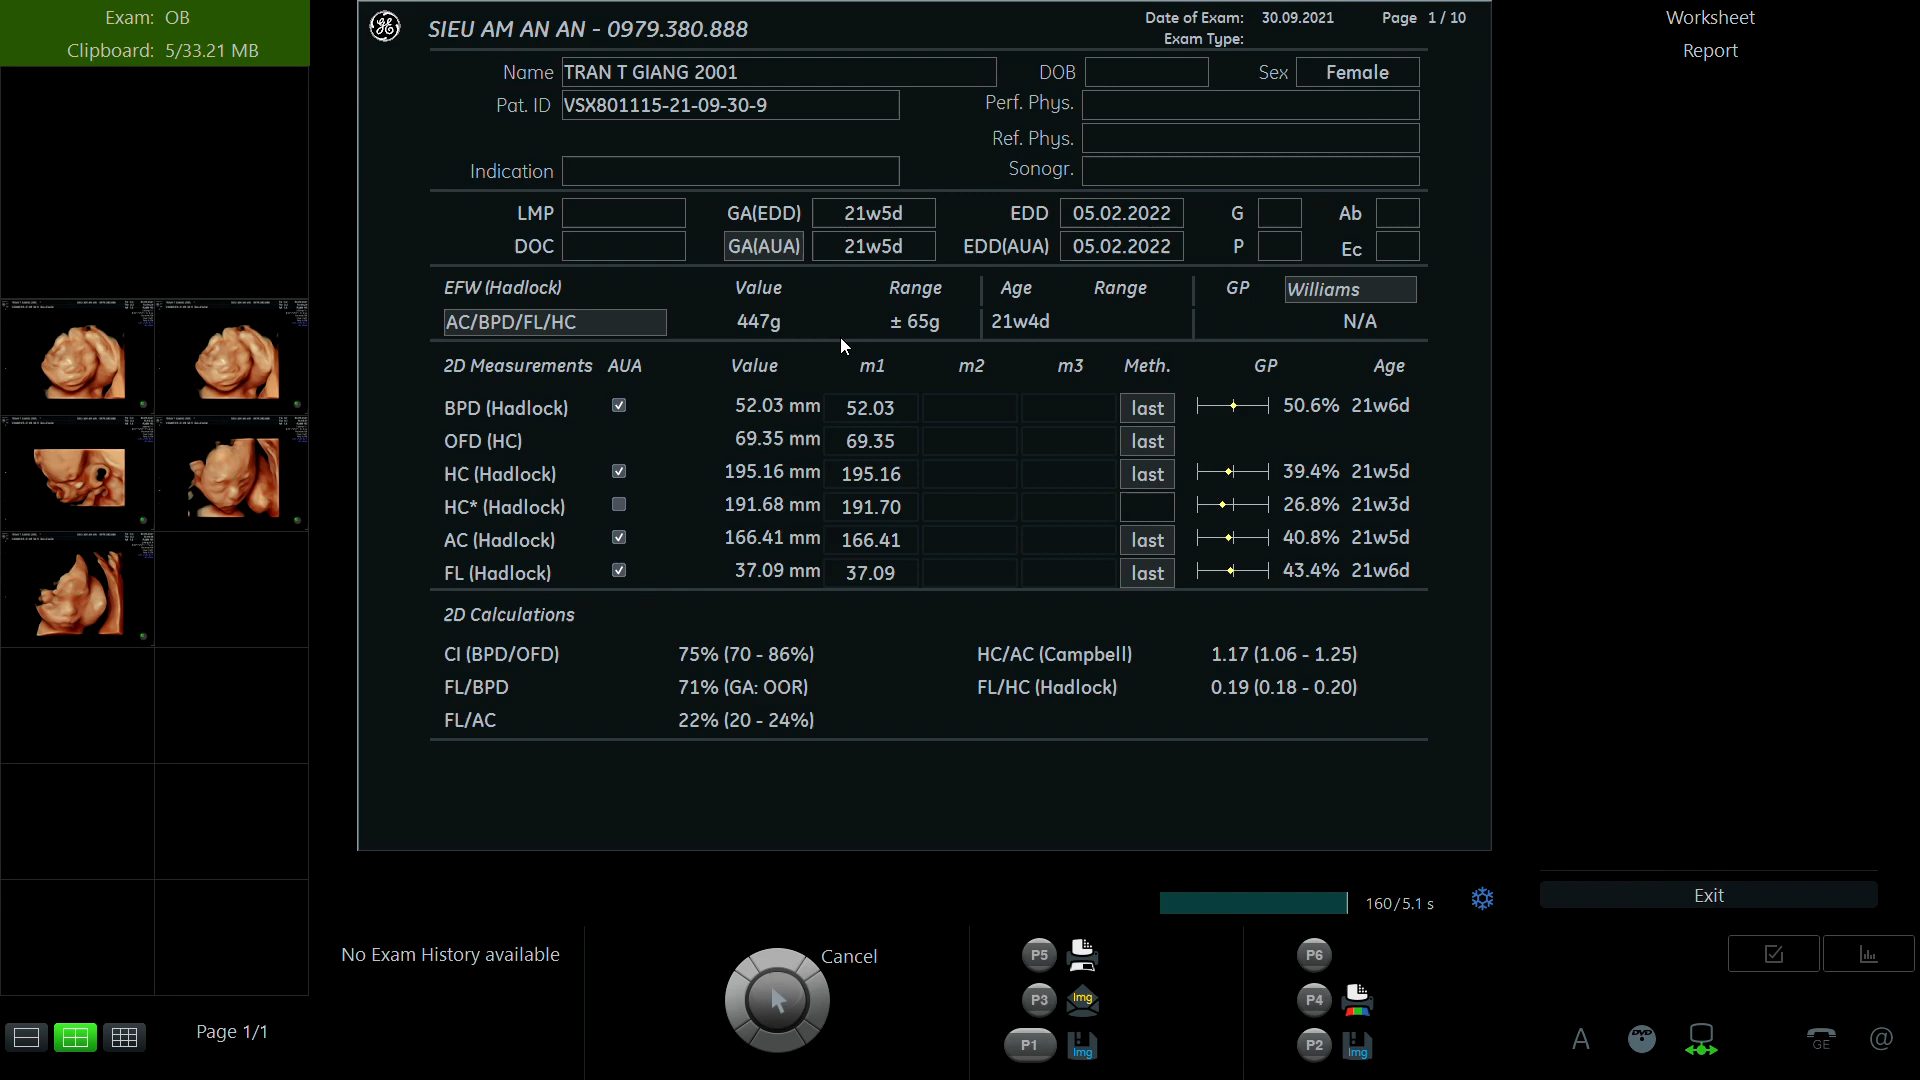 Exam: OB
Clipboard: 5/33.21 MB
SIEU AM AN AN - 0979.380.888
Date of Exam: 30.09.2021 Page 1 / 10
Exam Type:
Name TRAN T GIANG 2001 DOB Sex Female
Pat. ID VSX801115-21-09-30-9 Perf. Phys.
Ref. Phys.
Indication Sonogr.
LMP GA(EDD) 21w5d EDD 05.02.2022 G Ab
DOC GA(AUA) 21w5d EDD(AUA) 05.02.2022 P Ec
EFW (Hadlock) Value Range Age Range GP Williams
AC/BPD/FL/HC 447g ± 65g 21w4d N/A
2D Measurements AUA Value m1 m2 m3 Meth. GP Age
BPD (Hadlock) 52.03 mm 52.03 last 50.6% 21w6d
OFD (HC) 69.35 mm 69.35 last
HC (Hadlock) 195.16 mm 195.16 last 39.4% 21w5d
HC* (Hadlock) 191.68 mm 191.70 26.8% 21w3d
AC (Hadlock) 166.41 mm 166.41 last 40.8% 21w5d
FL (Hadlock) 37.09 mm 37.09 last 43.4% 21w6d
2D Calculations
CI (BPD/OFD) 75% (70 - 86%) HC/AC (Campbell) 1.17 (1.06 - 1.25)
FL/BPD 71% (GA: OOR) FL/HC (Hadlock) 0.19 (0.18 - 0.20)
FL/AC 22% (20 - 24%)
Worksheet
Report
160/5.1 s
Exit
No Exam History available
Cancel
P5 P6
P3 Img P4
P1 Img P2 Img
Page 1/1
A DVD GE @